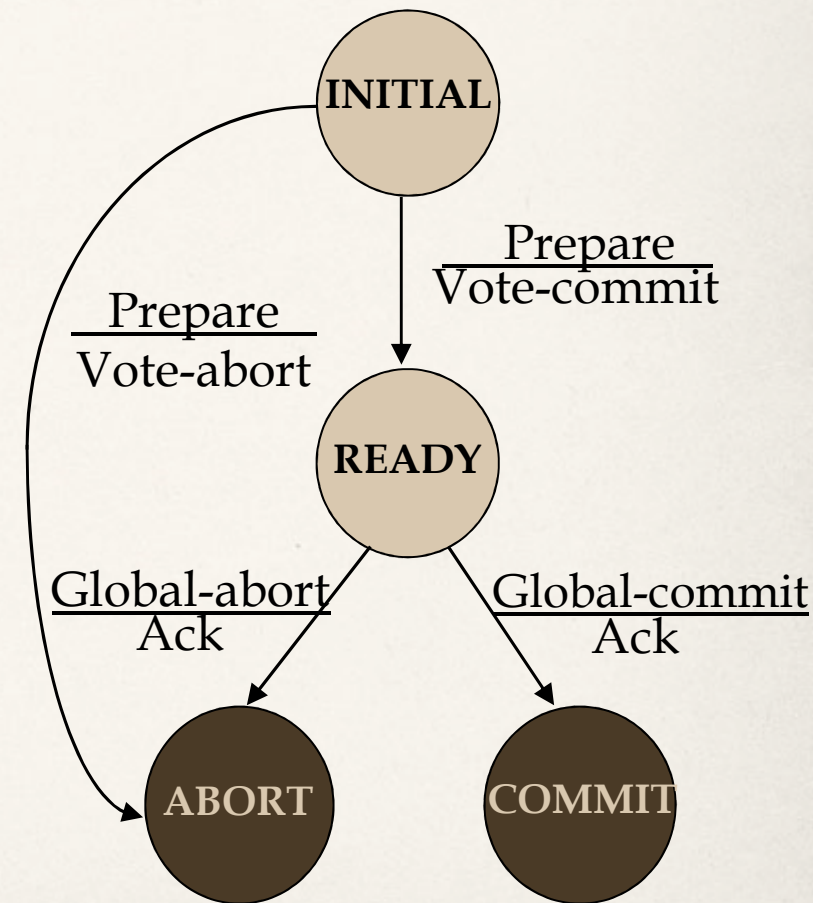 INITIAL
Prepare
Vote-commit
Prepare
Vote-abort
READY
Global-abort
Ack
Global-commit
Ack
ABORT
COMMIT